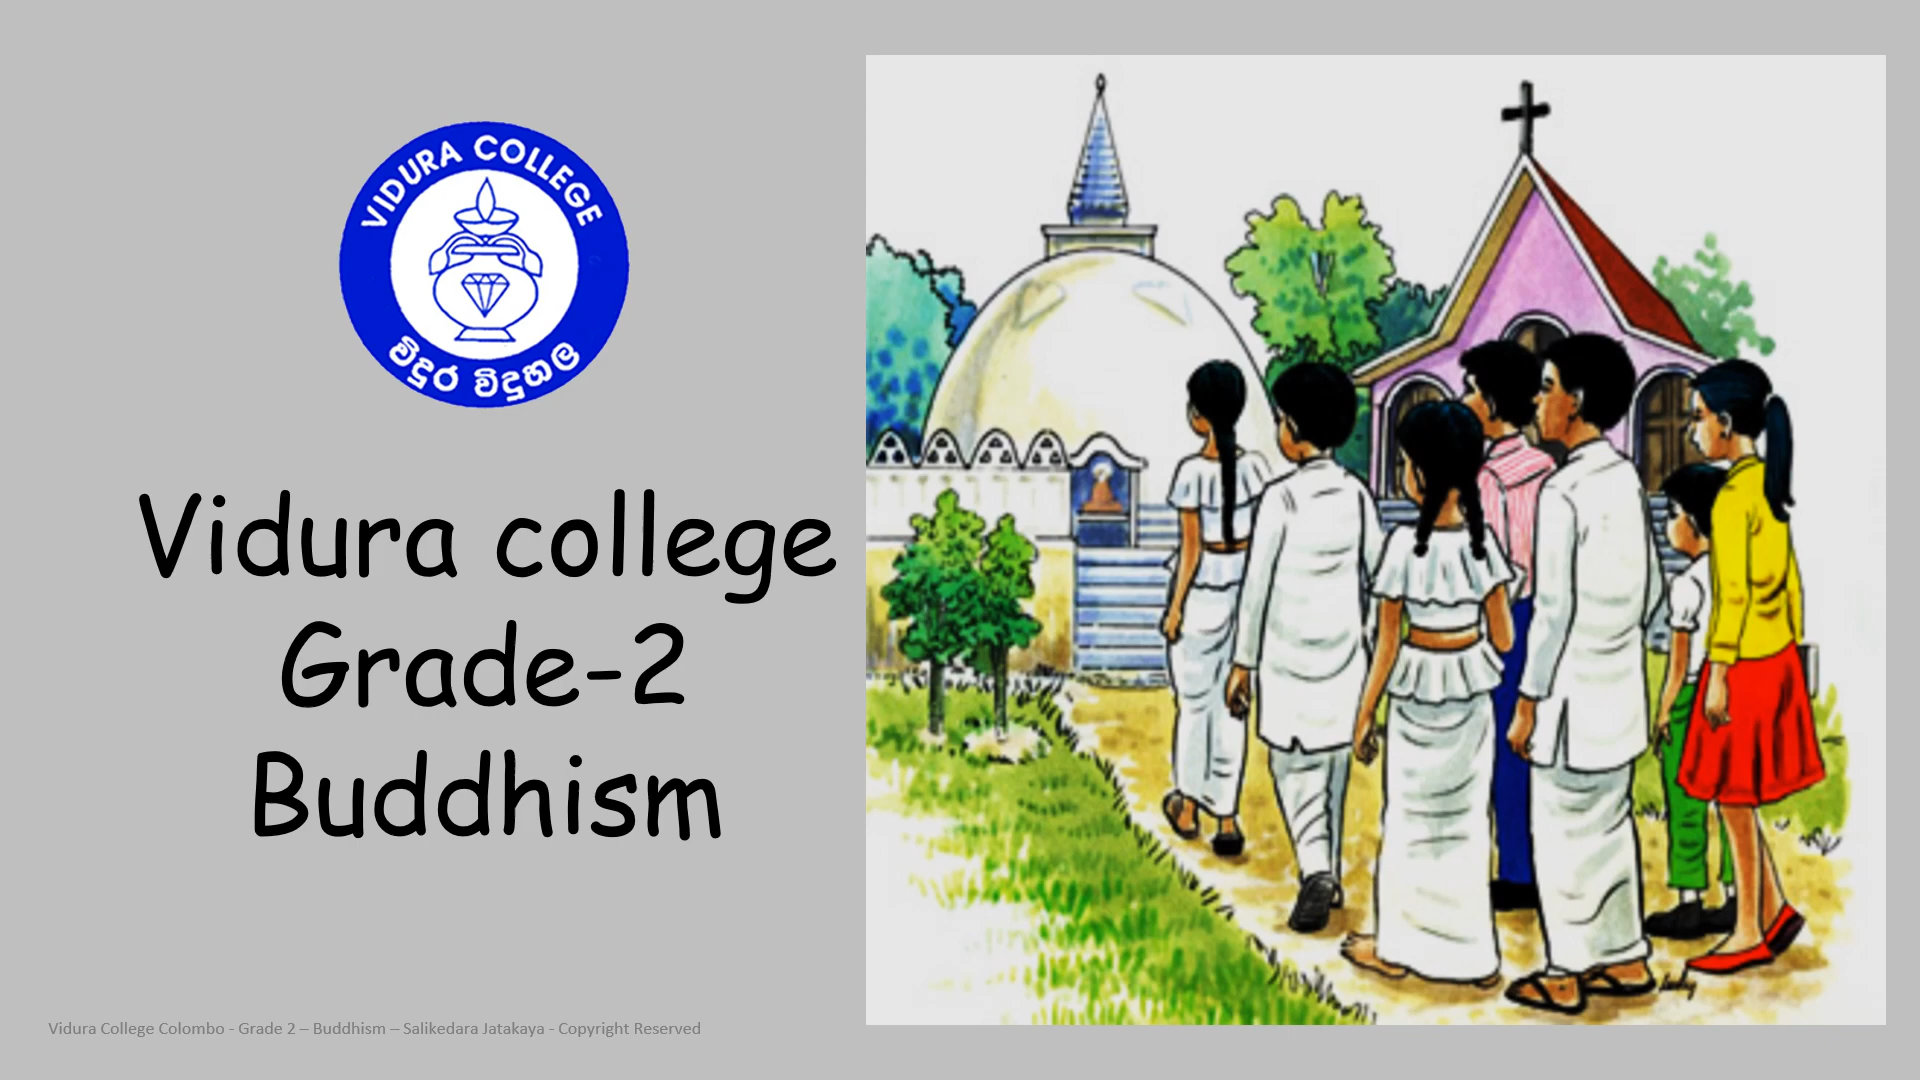 VIDURA COLLEGE
විදුර විදුහල
Vidura college
Grade-2
Buddhism
Vidura College Colombo - Grade 2 – Buddhism – Salikedara Jatakaya - Copyright Reserved